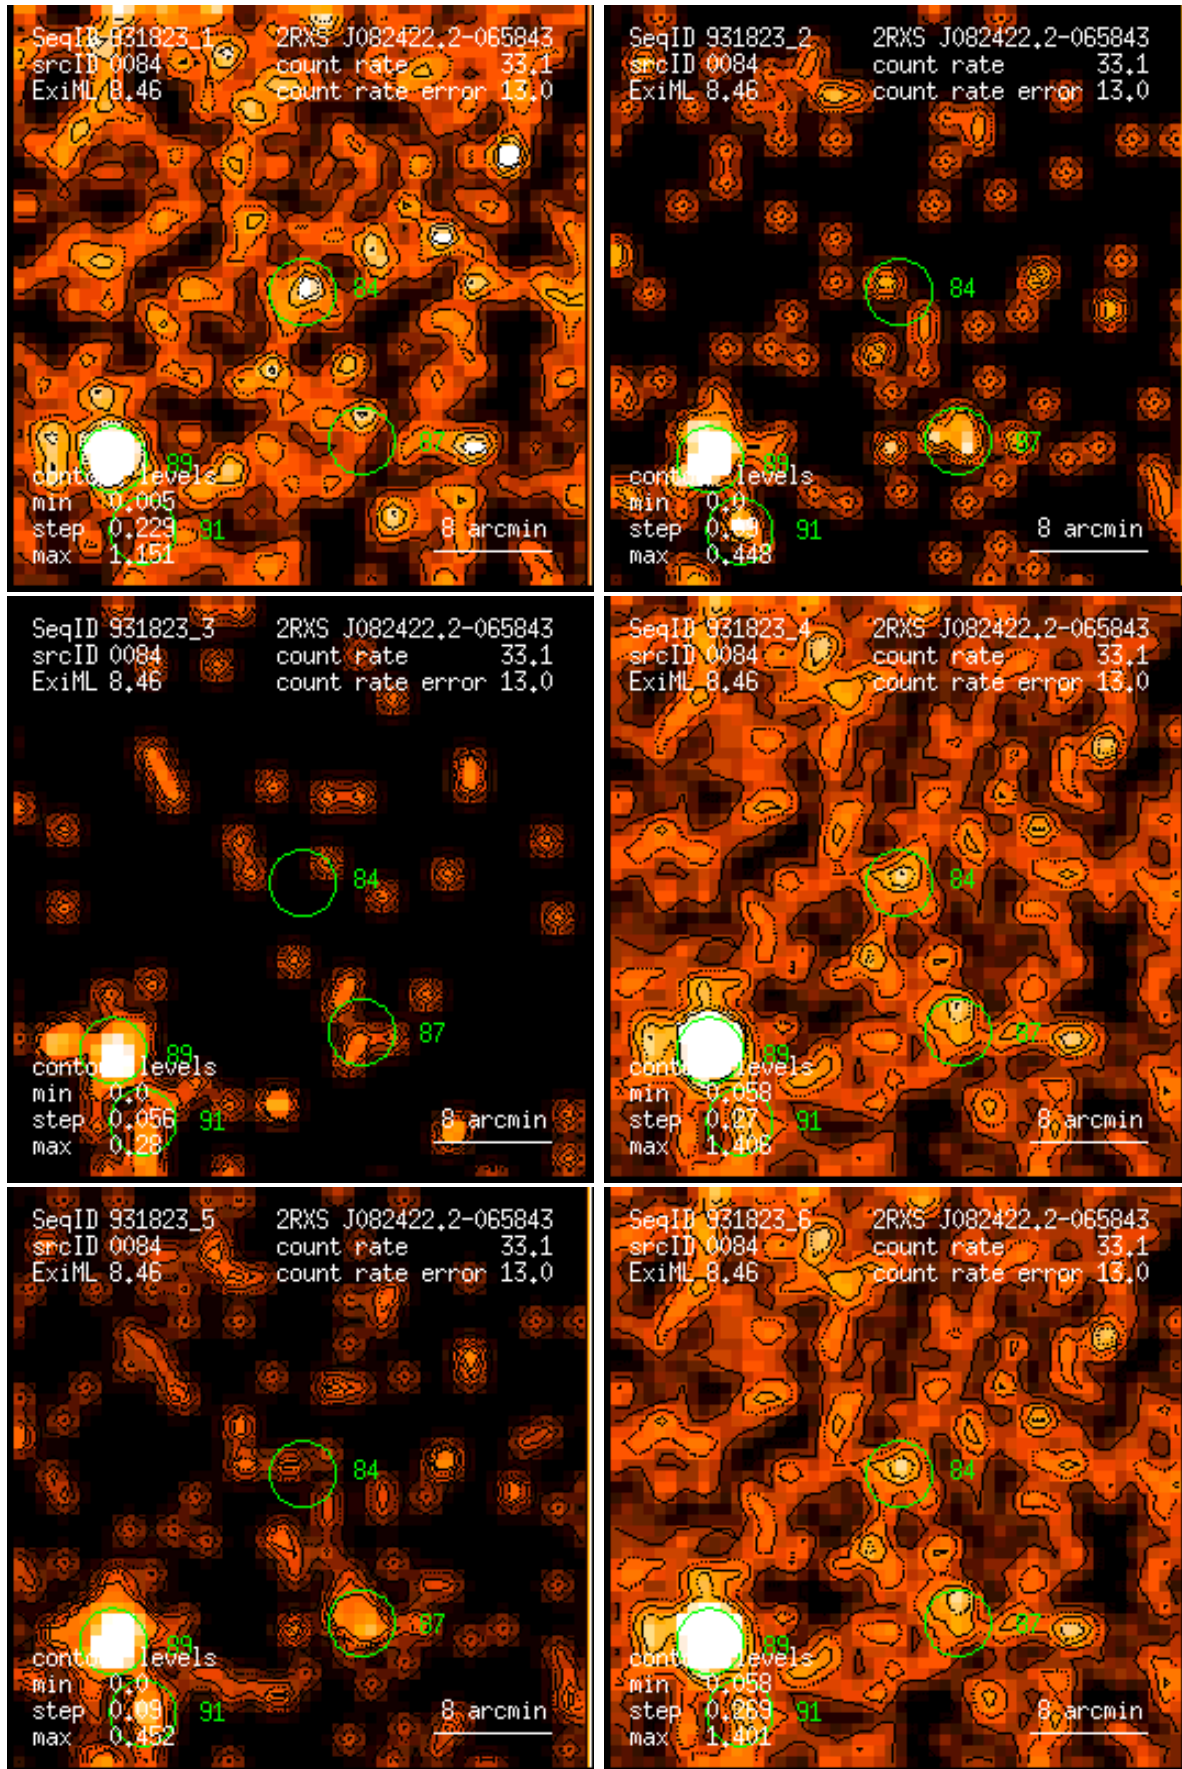 SeqID 931823_1 2RXS J082422.2-065843
srcID 0084 count rate 33.1
ExiML 8.46 count rate error 13.0
84
87
89
contour levels
min 0.005
step 0.229 91 8 arcmin
max 1.151
SeqID 931823_2 2RXS J082422.2-065843
srcID 0084 count rate 33.1
ExiML 8.46 count rate error 13.0
84
87
89
contour levels
min 0.0
step 0.09 91 8 arcmin
max 0.448
SeqID 931823_3 2RXS J082422.2-065843
srcID 0084 count rate 33.1
ExiML 8.46 count rate error 13.0
84
87
89
contour levels
min 0.0
step 0.056 91 8 arcmin
max 0.28
SeqID 931823_4 2RXS J082422.2-065843
srcID 0084 count rate 33.1
ExiML 8.46 count rate error 13.0
84
87
89
contour levels
min 0.058
step 0.27 91 8 arcmin
max 1.406
SeqID 931823_5 2RXS J082422.2-065843
srcID 0084 count rate 33.1
ExiML 8.46 count rate error 13.0
84
87
89
contour levels
min 0.0
step 0.09 91 8 arcmin
max 0.452
SeqID 931823_6 2RXS J082422.2-065843
srcID 0084 count rate 33.1
ExiML 8.46 count rate error 13.0
84
87
89
contour levels
min 0.058
step 0.269 91 8 arcmin
max 1.401